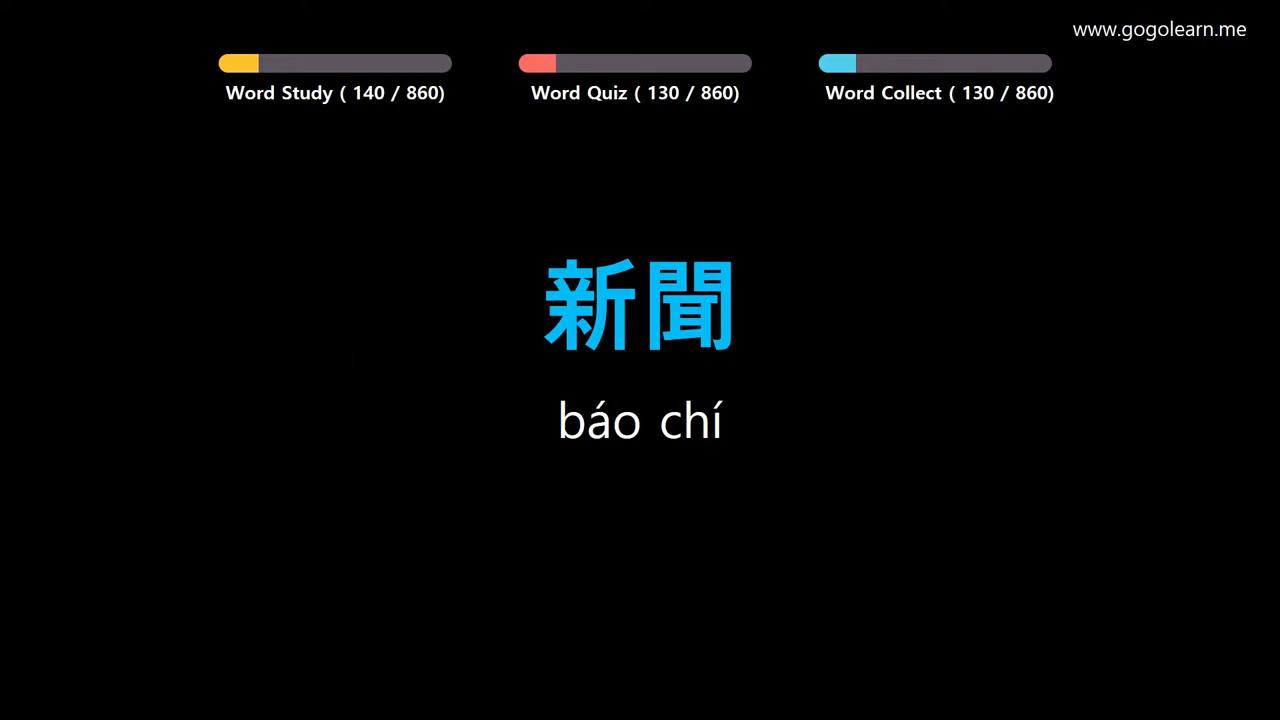 www.gogolearn.me
Word Study ( 140 / 860)
Word Quiz ( 130 / 860)
Word Collect ( 130 / 860)
新聞
báo chí